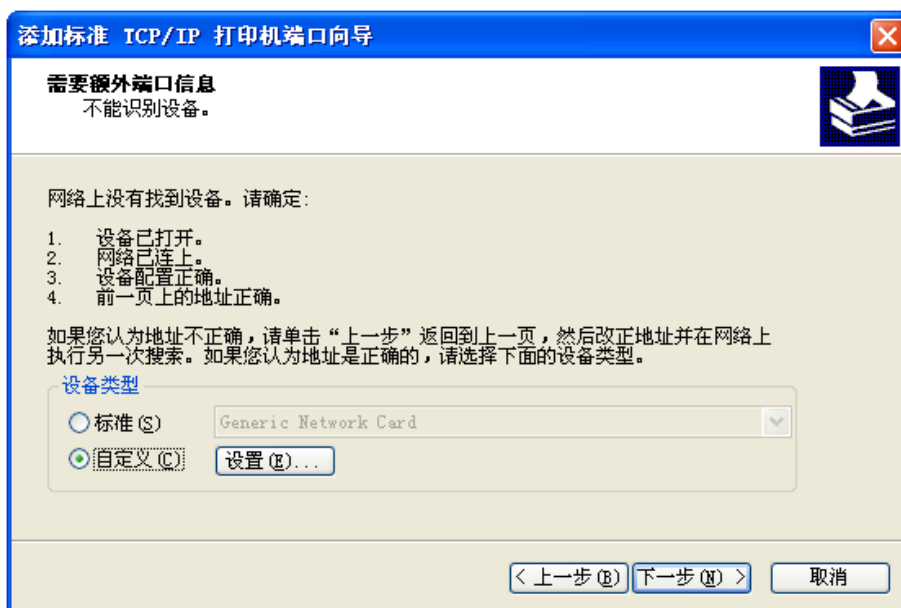 添加标准 TCP/IP 打印机端口向导
需要额外端口信息
不能识别设备。
网络上没有找到设备。请确定:
1. 设备已打开。
2. 网络已连上。
3. 设备配置正确。
4. 前一页上的地址正确。
如果您认为地址不正确，请单击“上一步”返回到上一页，然后改正地址并在网络上
执行另一次搜索。如果您认为地址是正确的，请选择下面的设备类型。
设备类型
标准(S) Generic Network Card
自定义(C) 设置(E)...
< 上一步(B) 下一步(N) > 取消